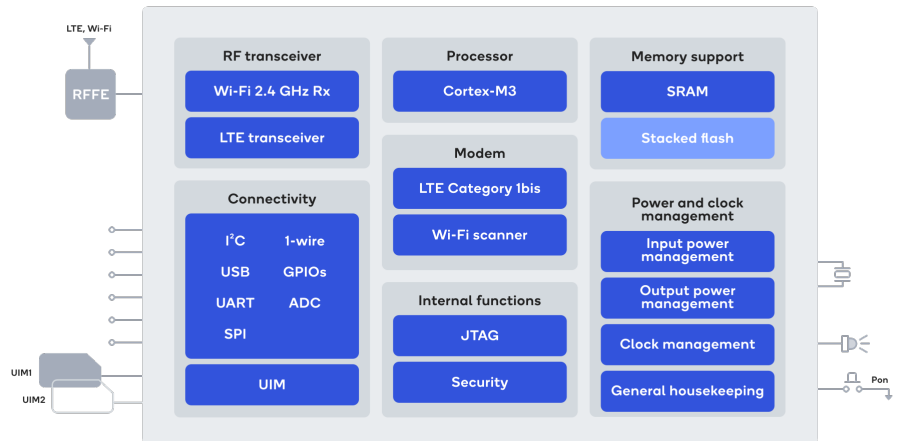 LTE, Wi-Fi
RFFE
RF transceiver
Wi-Fi 2.4 GHz Rx
LTE transceiver
Connectivity
I²C 1-wire
USB GPIOs
UART ADC
SPI
UIM
UIM1
UIM2
Processor
Cortex-M3
Modem
LTE Category 1bis
Wi-Fi scanner
Internal functions
JTAG
Security
Memory support
SRAM
Stacked flash
Power and clock
management
Input power
management
Output power
management
Clock management
General housekeeping
Pon